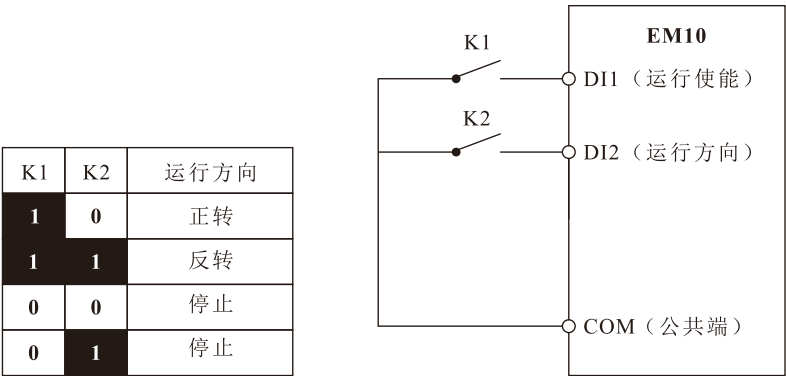 K1 K2 运行方向
1 0 正转
1 1 反转
0 0 停止
0 1 停止
EM10
K1
DI1（运行使能）
K2
DI2（运行方向）
COM（公共端）